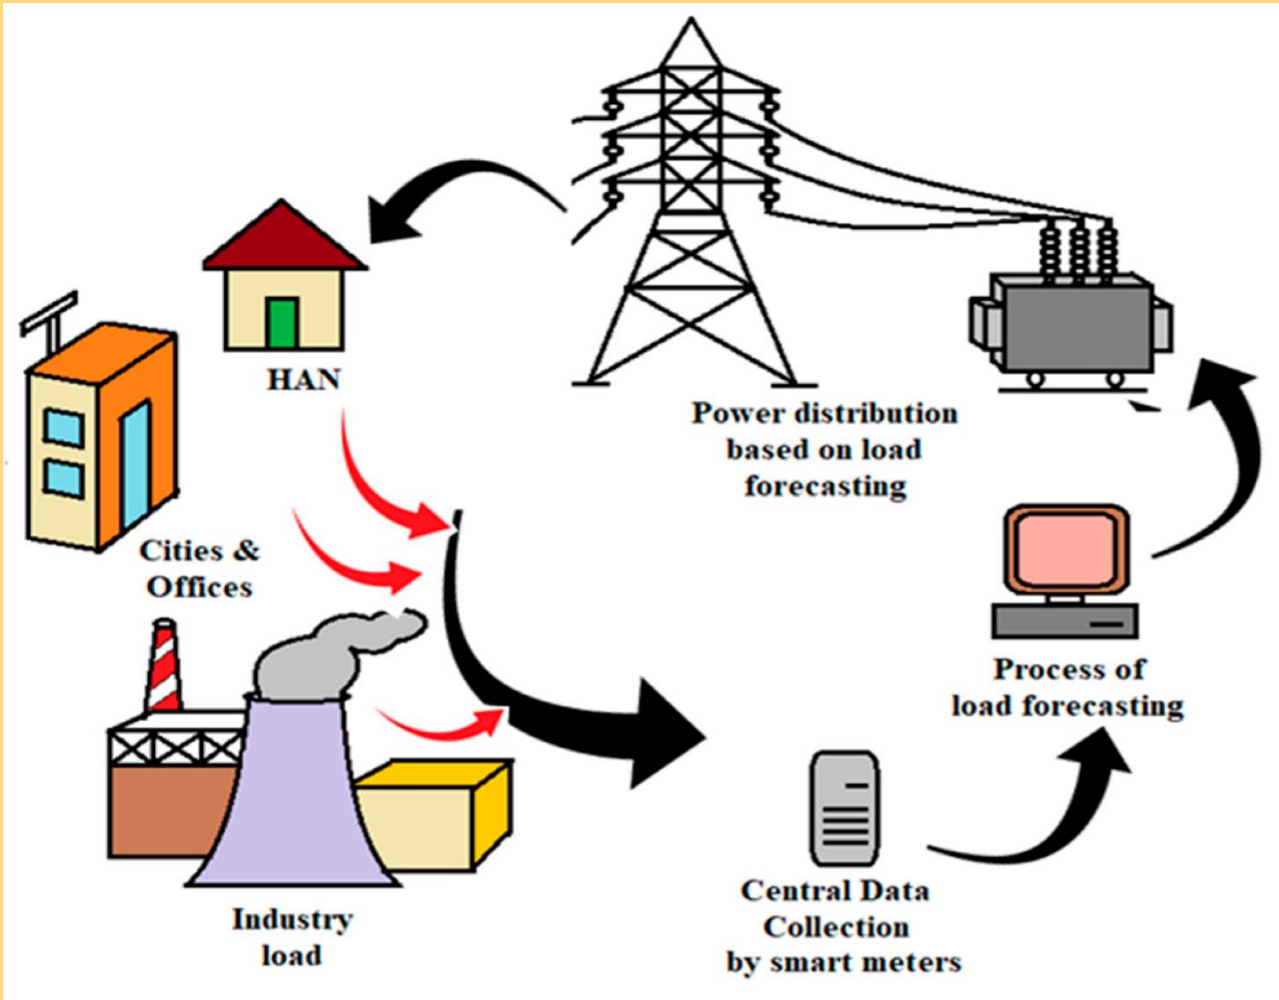 HAN
Power distribution
based on load
forecasting
Cities &
Offices
Process of
load forecasting
Central Data
Collection
by smart meters
Industry
load